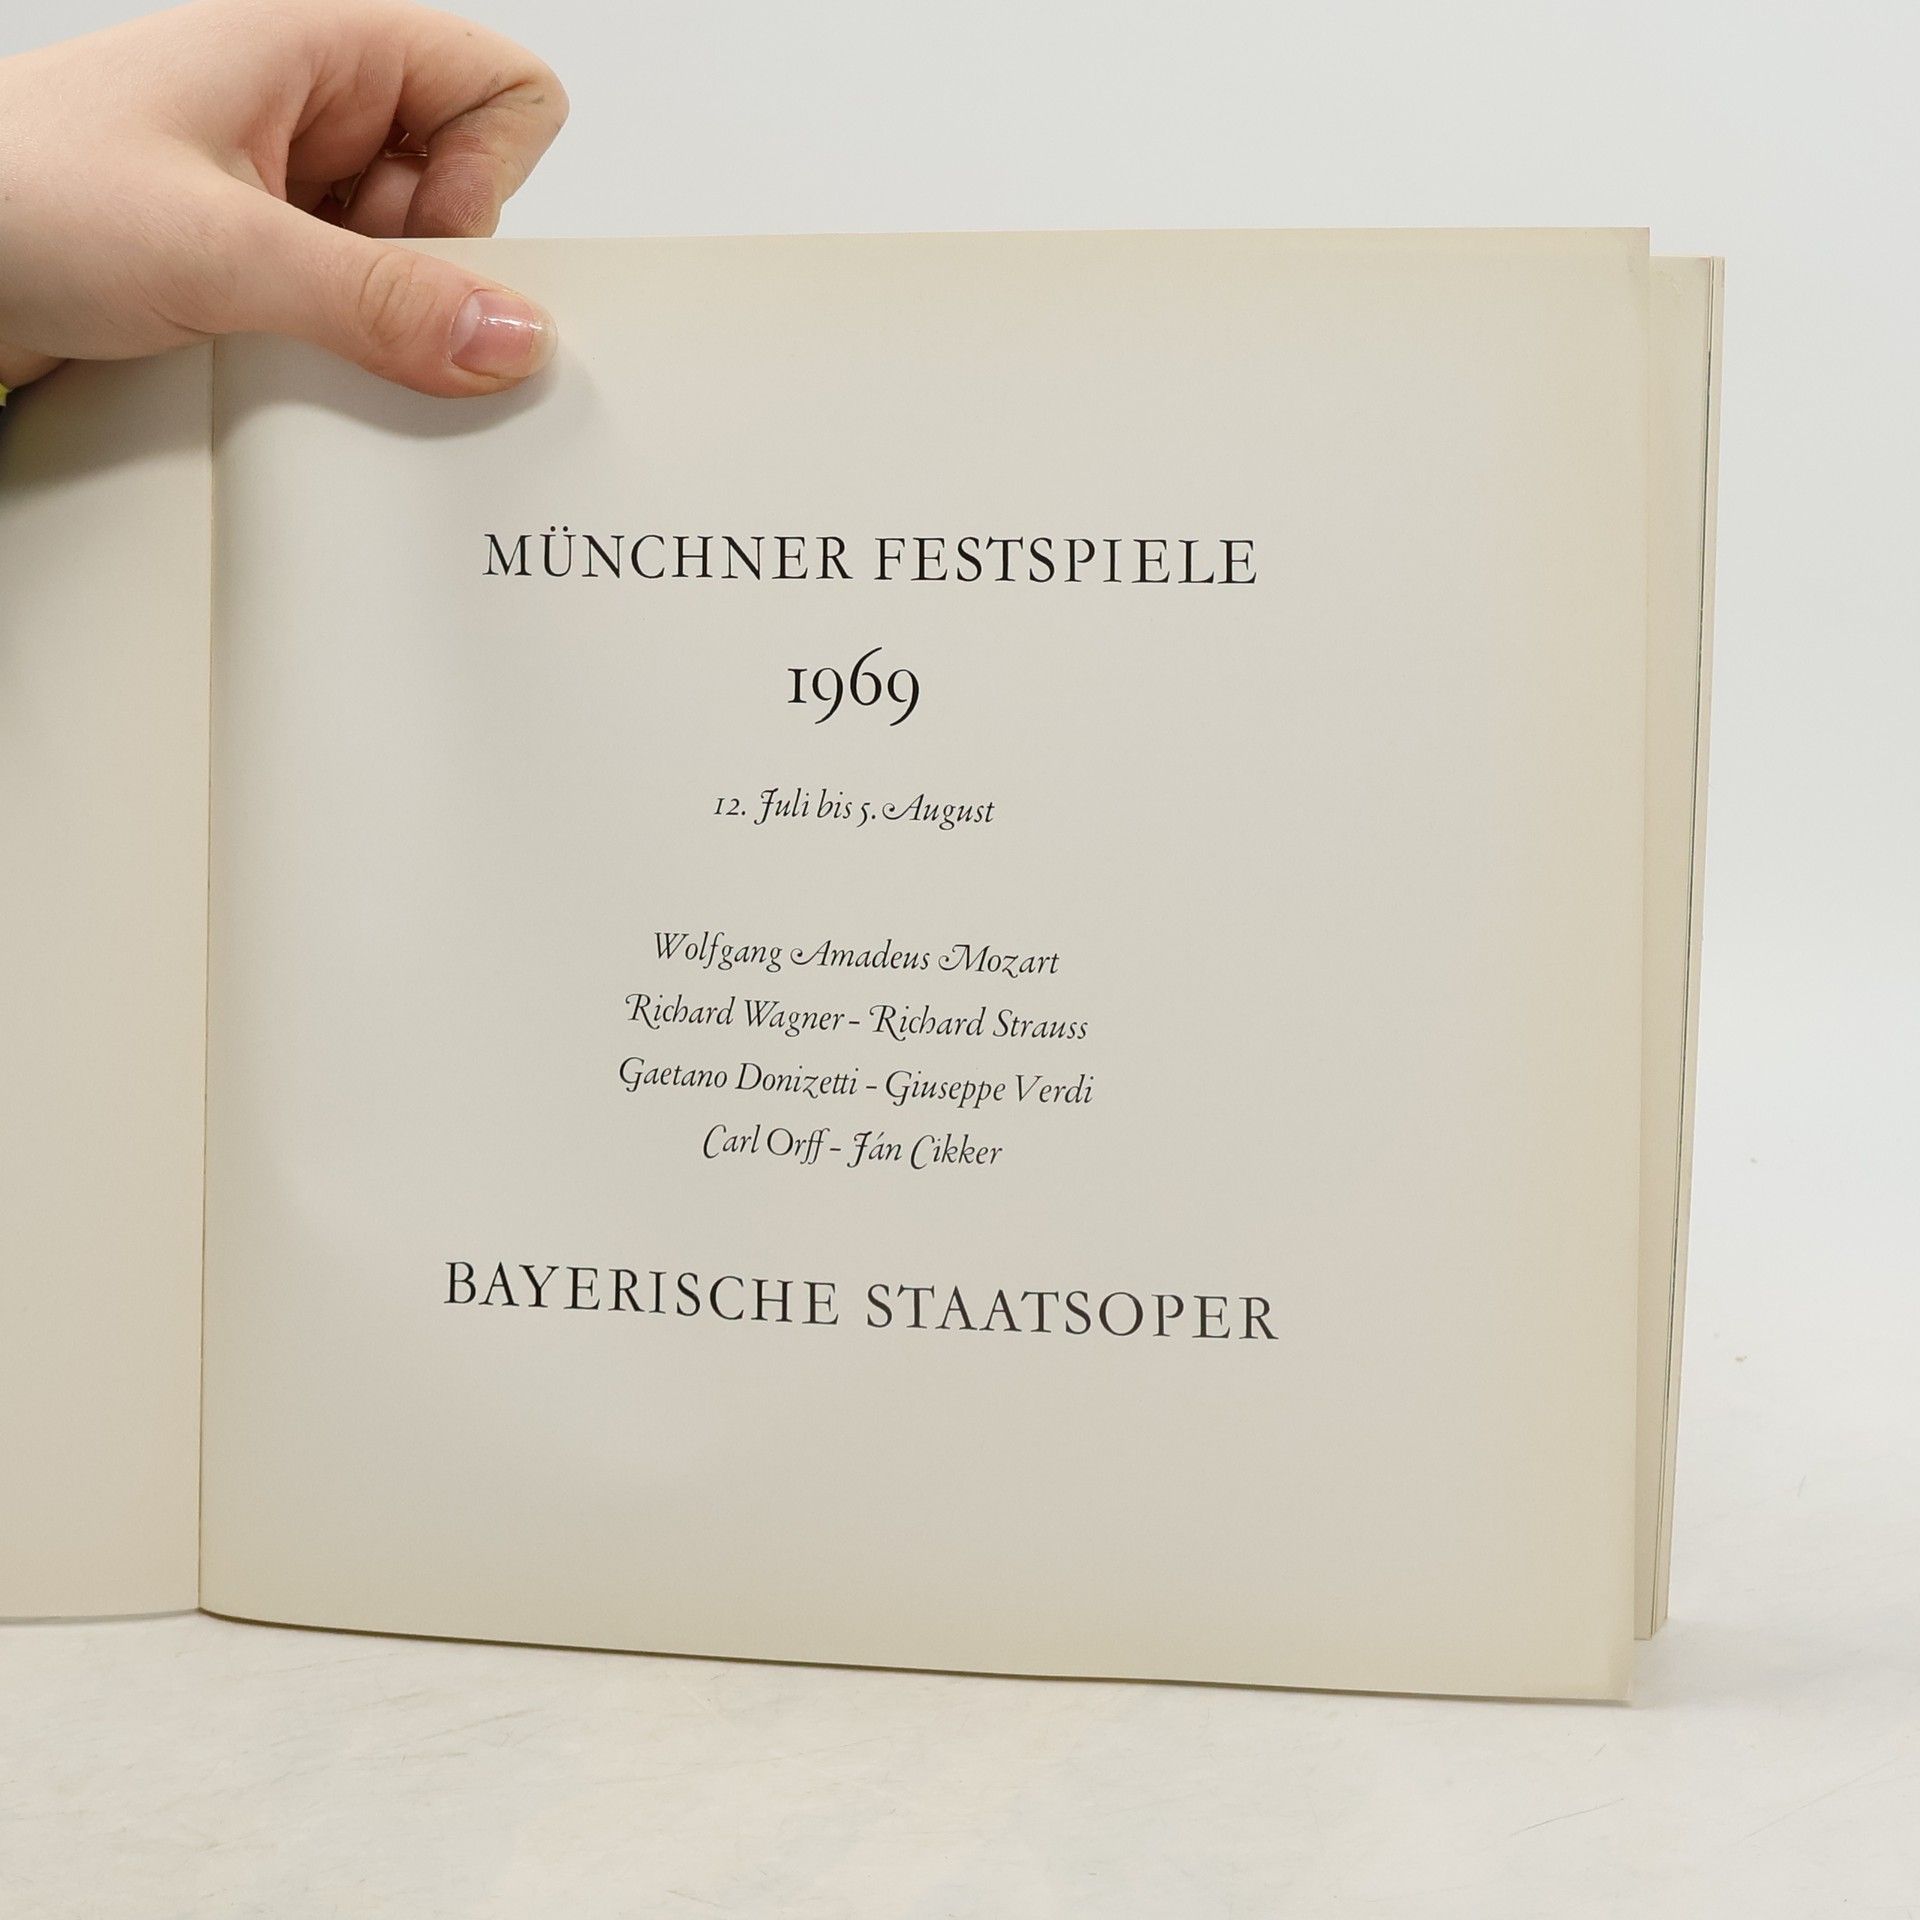 MÜNCHNER FESTSPIELE
1969
12. Juli bis 5. August
Wolfgang Amadeus Mozart
Richard Wagner – Richard Strauss
Gaetano Donizetti – Giuseppe Verdi
Carl Orff – Ján Cikker
BAYERISCHE STAATSOPER